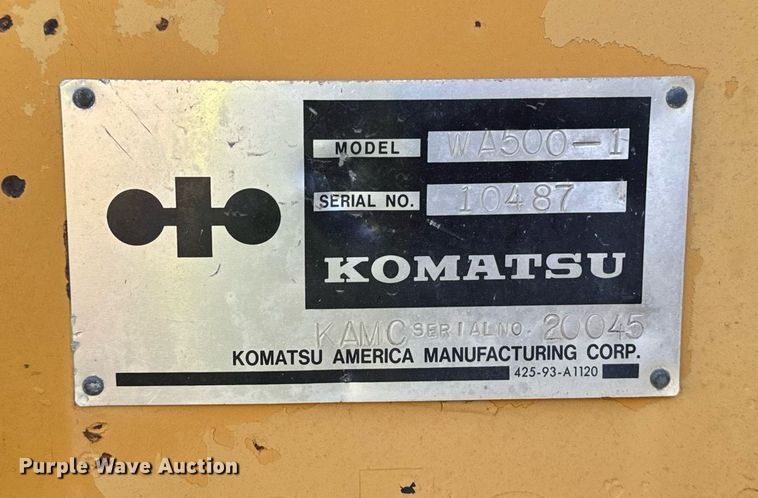 MODEL WA500-1
SERIAL NO. 10487
KOMATSU
KAMC SERIAL NO. 20045
KOMATSU AMERICA MANUFACTURING CORP.
425-93-A1120
Purple Wave Auction